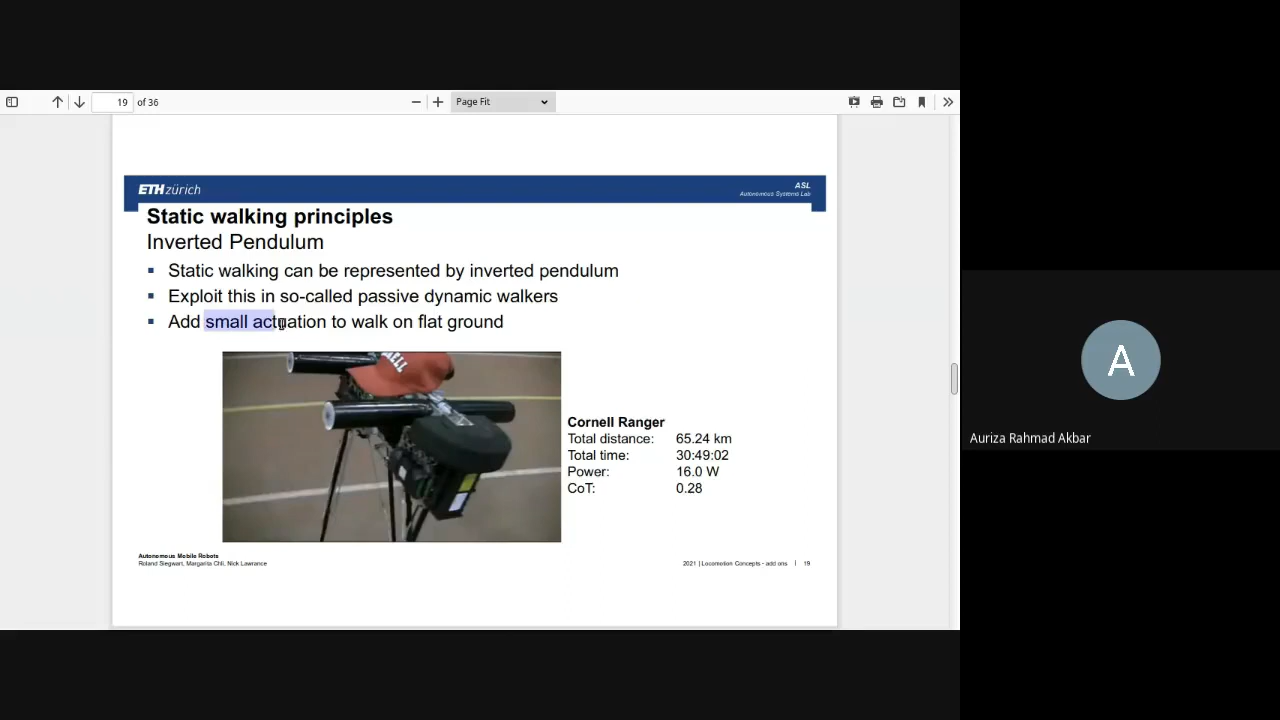 19 of 36
Page Fit
ETH zürich
ASL
Autonomous Systems Lab
Static walking principles
Inverted Pendulum
Static walking can be represented by inverted pendulum
Exploit this in so-called passive dynamic walkers
Add small actuation to walk on flat ground
ELL
Cornell Ranger
Total distance: 65.24 km
Total time: 30:49:02
Power: 16.0 W
CoT: 0.28
Autonomous Mobile Robots
Roland Siegwart, Margarita Chli, Nick Lawrance
2021 | Locomotion Concepts - add ons | 19
A
Auriza Rahmad Akbar